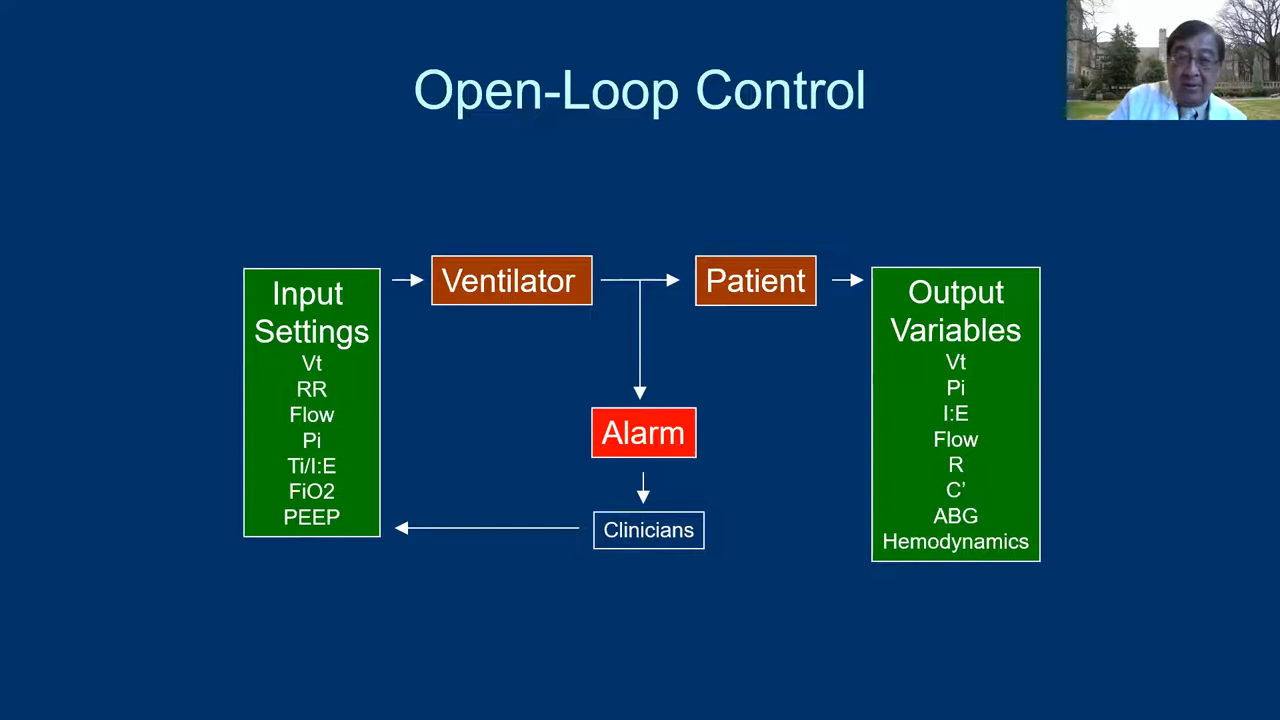 Open-Loop Control
Input
Settings
Vt
RR
Flow
Pi
Ti/I:E
FiO2
PEEP
Ventilator
Patient
Alarm
Clinicians
Output
Variables
Vt
Pi
I:E
Flow
R
C’
ABG
Hemodynamics